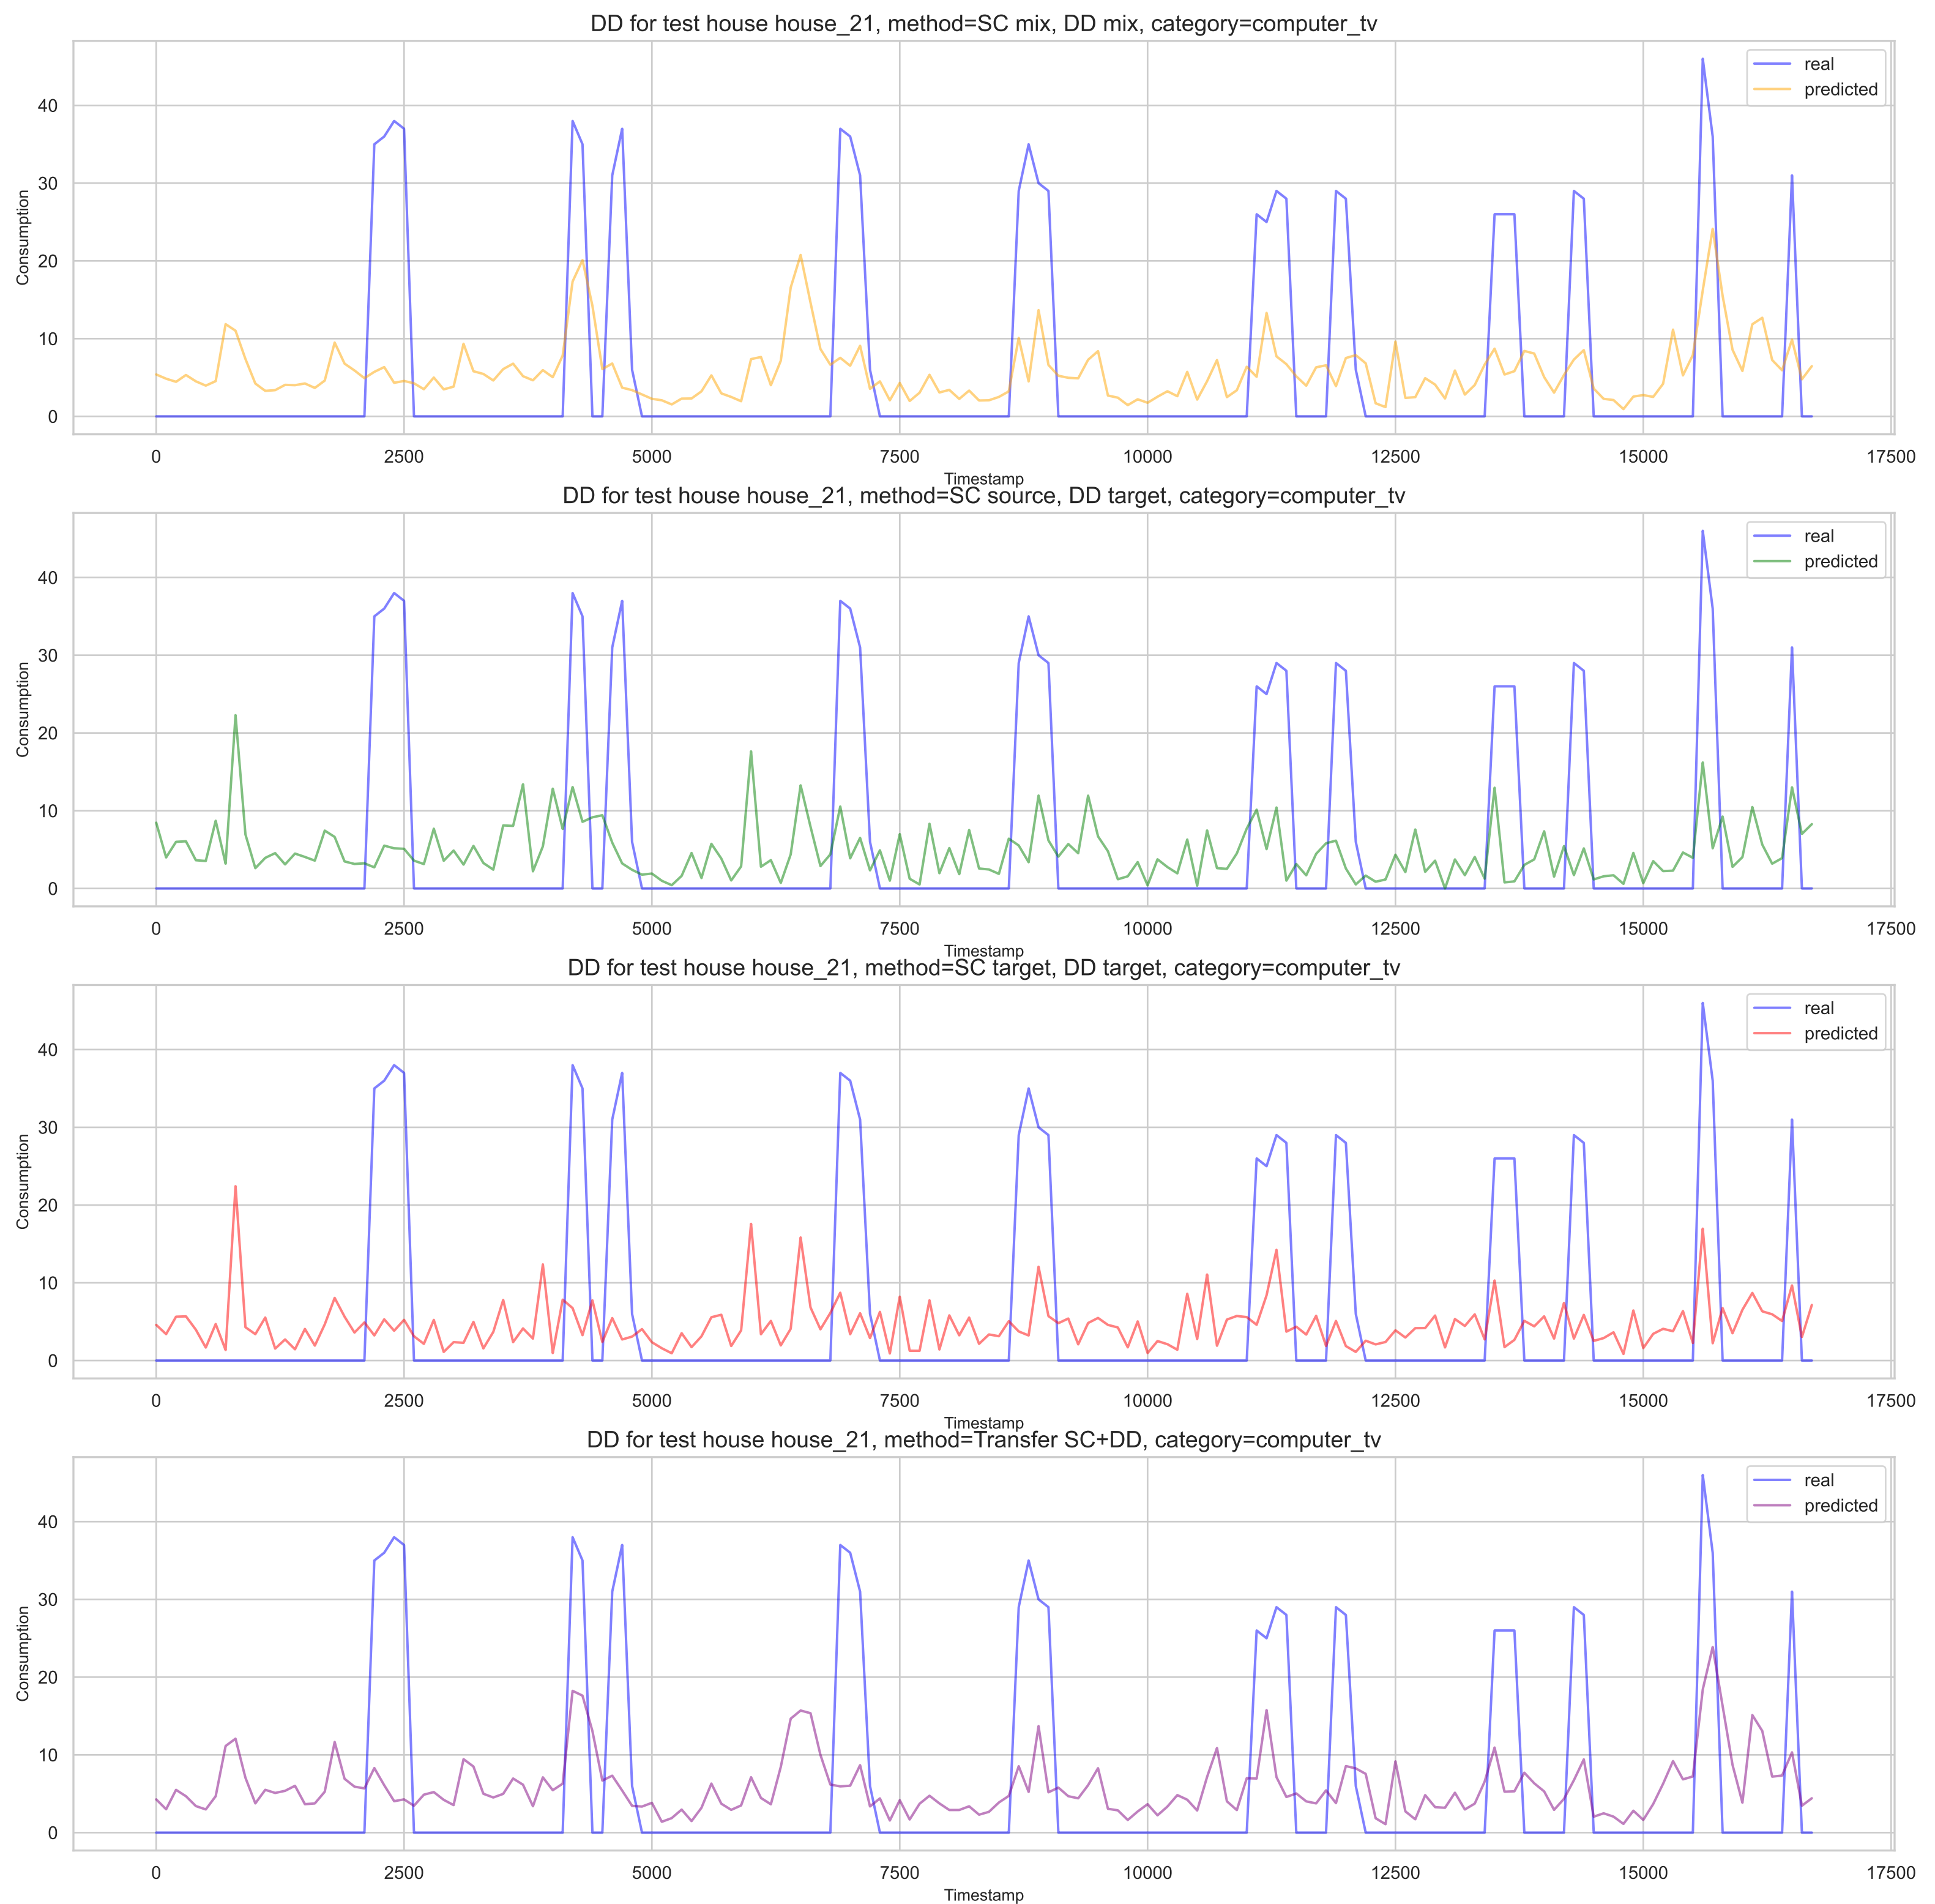 DD for test house house_21, method=SC mix, DD mix, category=computer_tv
real
predicted
Consumption
40
30
20
10
0
0 2500 5000 7500 10000 12500 15000 17500
Timestamp
DD for test house house_21, method=SC source, DD target, category=computer_tv
real
predicted
Consumption
40
30
20
10
0
0 2500 5000 7500 10000 12500 15000 17500
Timestamp
DD for test house house_21, method=SC target, DD target, category=computer_tv
real
predicted
Consumption
40
30
20
10
0
0 2500 5000 7500 10000 12500 15000 17500
Timestamp
DD for test house house_21, method=Transfer SC+DD, category=computer_tv
real
predicted
Consumption
40
30
20
10
0
0 2500 5000 7500 10000 12500 15000 17500
Timestamp